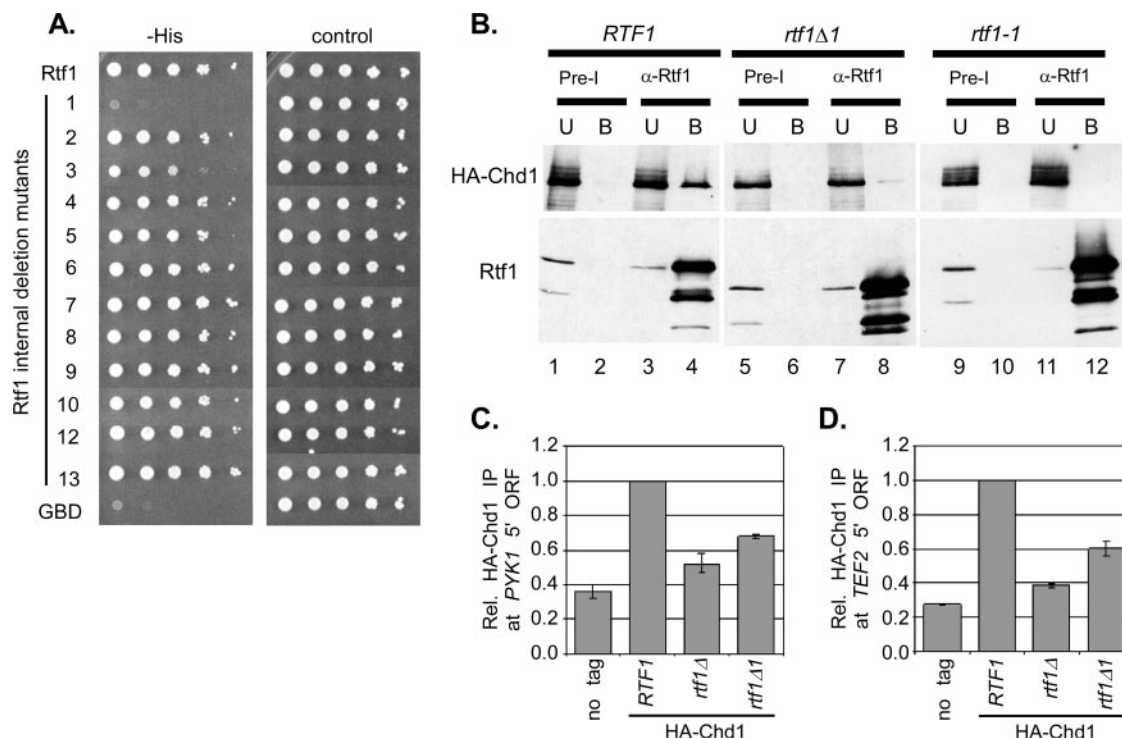 A.
-His control
Rtf1
1
2
3
4
5
6
7
8
9
10
12
13
GBD
Rtf1 internal deletion mutants
B.
RTF1 rtf1Δ1 rtf1-1
Pre-I α-Rtf1 Pre-I α-Rtf1 Pre-I α-Rtf1
U B U B U B U B U B U B
HA-Chd1
Rtf1
1 2 3 4 5 6 7 8 9 10 11 12
C.
Rel. HA-Chd1 IP
at PYK1 5' ORF
1.2
1.0
0.8
0.6
0.4
0.2
0.0
no tag RTF1 rtf1Δ rtf1Δ1
HA-Chd1
D.
Rel. HA-Chd1 IP
at TEF2 5' ORF
1.2
1.0
0.8
0.6
0.4
0.2
0.0
no tag RTF1 rtf1Δ rtf1Δ1
HA-Chd1